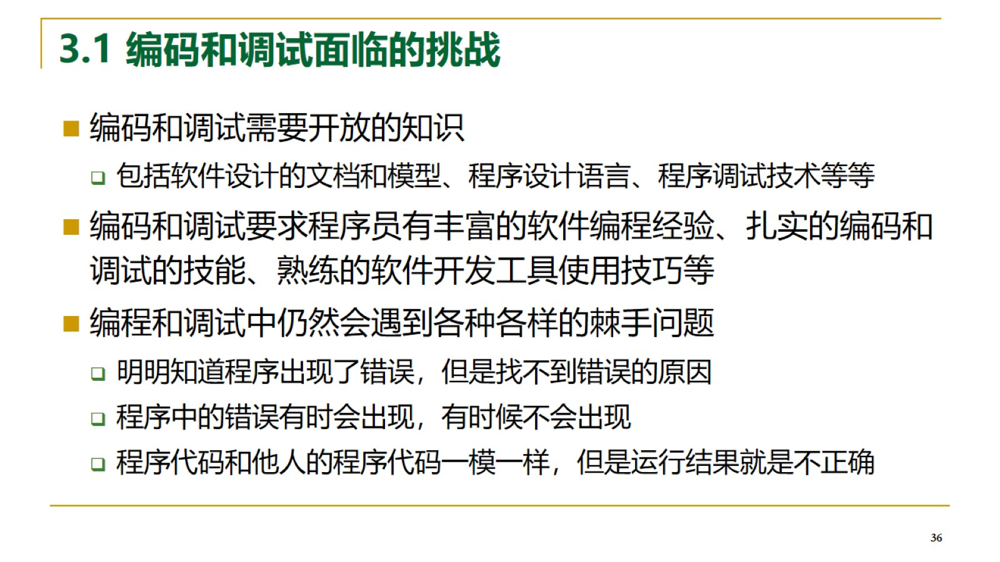 3.1 编码和调试面临的挑战
编码和调试需要开放的知识
包括软件设计的文档和模型、程序设计语言、程序调试技术等等
编码和调试要求程序员有丰富的软件编程经验、扎实的编码和
调试的技能、熟练的软件开发工具使用技巧等
编程和调试中仍然会遇到各种各样的棘手问题
明明知道程序出现了错误，但是找不到错误的原因
程序中的错误有时会出现，有时候不会出现
程序代码和他人的程序代码一模一样，但是运行结果就是不正确
36